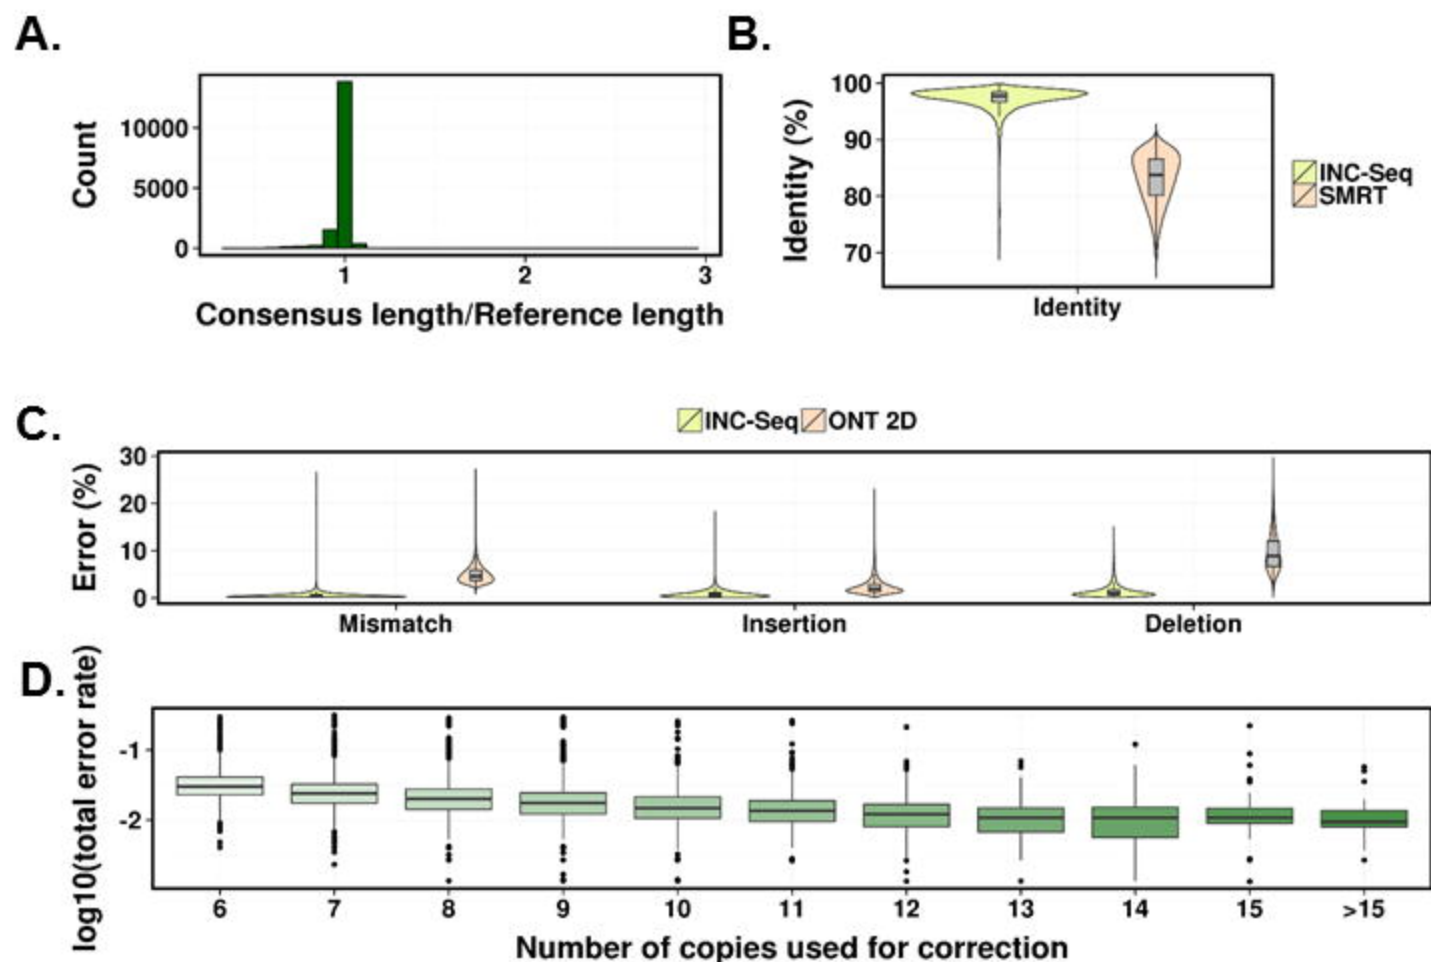 A.
Count
10000
5000
0
1 2 3
Consensus length/Reference length
B.
Identity (%)
100
90
80
70
Identity
INC-Seq
SMRT
C.
INC-Seq ONT 2D
Error (%)
30
20
10
0
Mismatch Insertion Deletion
D.
log10(total error rate)
-1
-2
6 7 8 9 10 11 12 13 14 15 >15
Number of copies used for correction